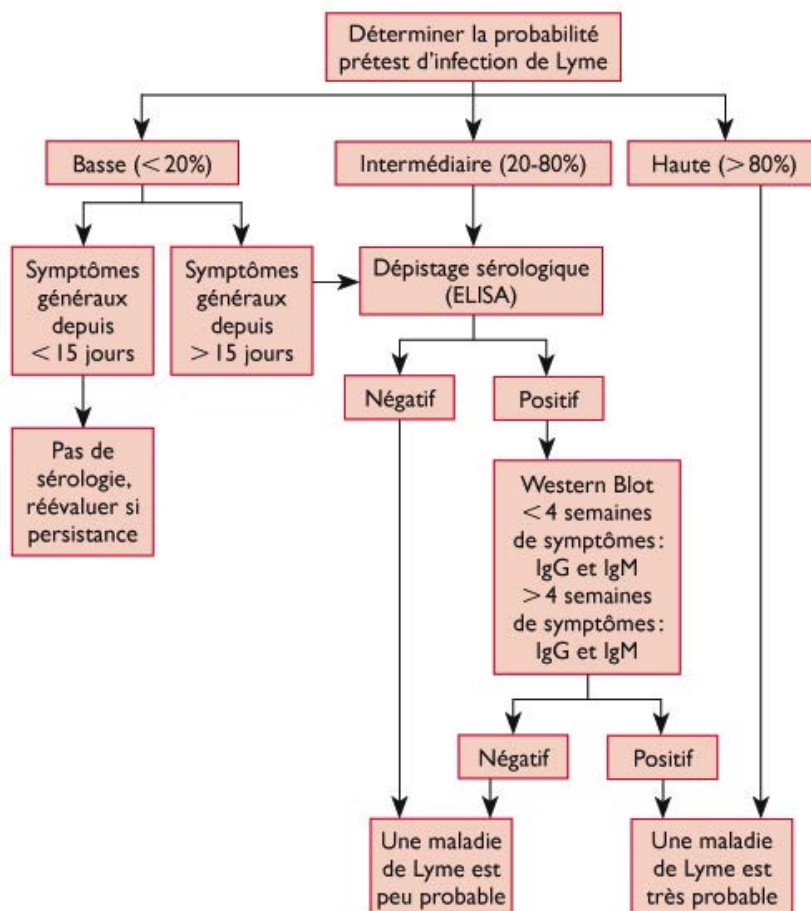 Déterminer la probabilité
prétest d’infection de Lyme
Basse (< 20%)
Intermédiaire (20-80%)
Haute (> 80%)
Symptômes
généraux
depuis
< 15 jours
Symptômes
généraux
depuis
> 15 jours
Dépistage sérologique
(ELISA)
Négatif
Positif
Pas de
sérologie,
réévaluer si
persistance
Western Blot
< 4 semaines
de symptômes :
IgG et IgM
> 4 semaines
de symptômes :
IgG et IgM
Négatif
Positif
Une maladie
de Lyme est
peu probable
Une maladie
de Lyme est
très probable